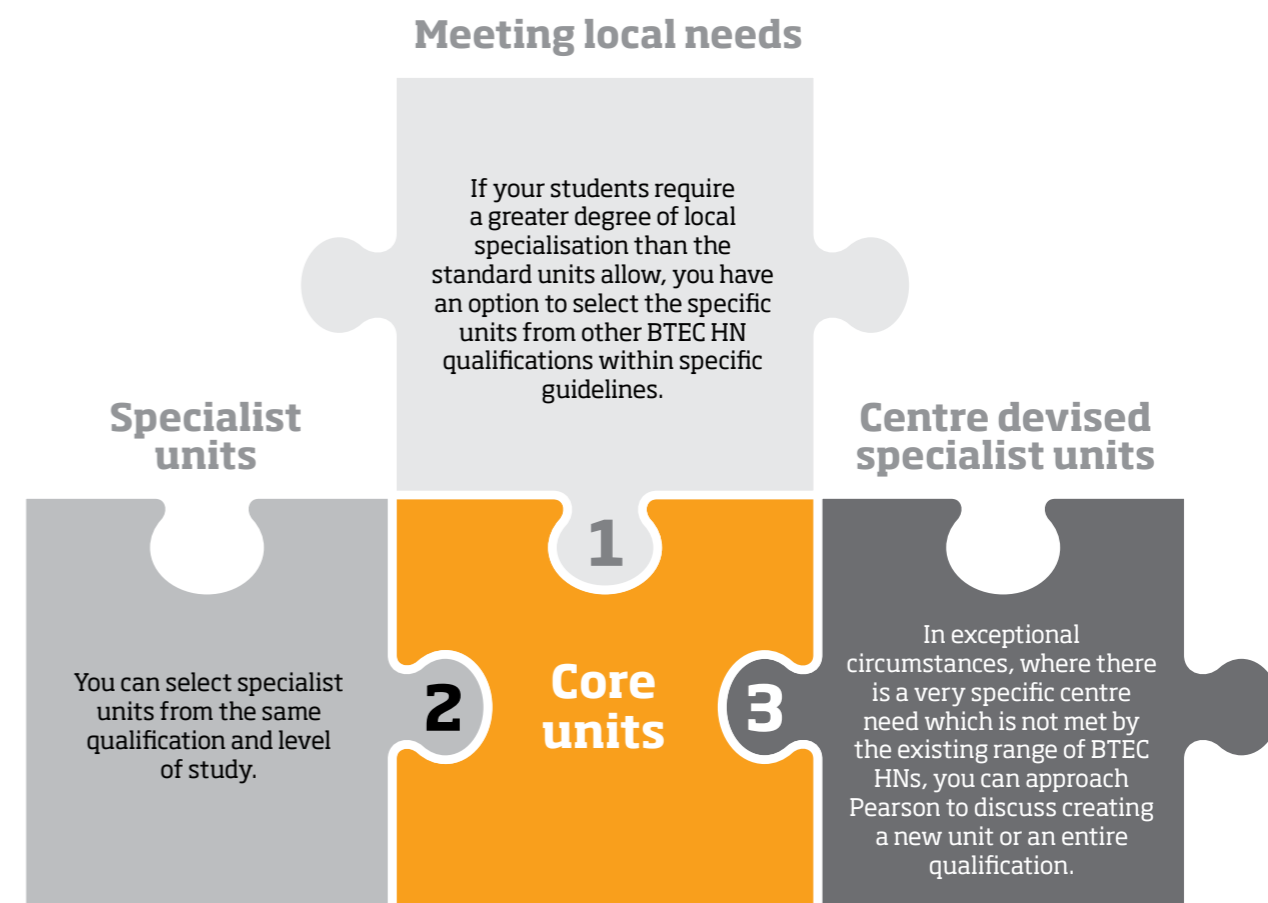 Meeting local needs
If your students require
a greater degree of local
specialisation than the
standard units allow, you have
an option to select the specific
units from other BTEC HN
qualifications within specific
guidelines.
1
Specialist
units
You can select specialist
units from the same
qualification and level
of study.
2
Core
units
3
Centre devised
specialist units
In exceptional
circumstances, where there
is a very specific centre
need which is not met by
the existing range of BTEC
HNs, you can approach
Pearson to discuss creating
a new unit or an entire
qualification.